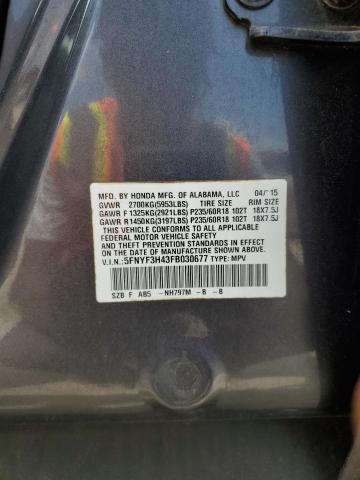 MFD. BY HONDA MFG. OF ALABAMA, LLC 04/'15
GVWR 2700KG(5953LBS) TIRE SIZE RIM SIZE
GAWR F 1325KG(2921LBS) P235/60R18 102T 18X7.5J
GAWR R 1450KG(3197LBS) P235/60R18 102T 18X7.5J
THIS VEHICLE CONFORMS TO ALL APPLICABLE
FEDERAL MOTOR VEHICLE SAFETY
AND THEFT PREVENTION STANDARDS IN EFFECT
ON THE DATE OF MANUFACTURE SHOWN ABOVE.
V.I.N.: 5FNYF3H43FB030677 TYPE: MPV
SZB F AB5 -NH797M -B -B